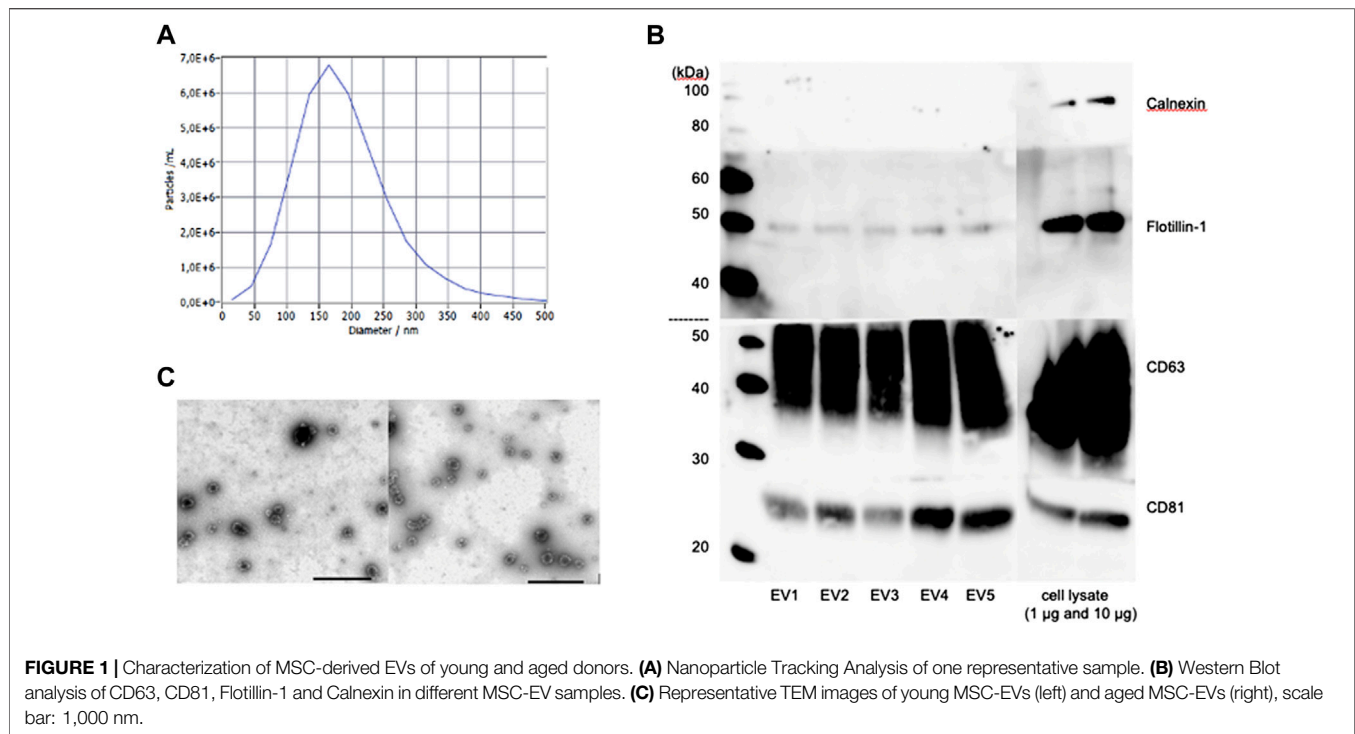 A
7,0E+6
6,0E+6
5,0E+6
4,0E+6
3,0E+6
2,0E+6
1,0E+6
0,0E+0
Particles /mL
0 50 100 150 200 250 300 350 400 450 500
Diameter / nm
B
(kDa)
100
80
60
50
40
50
40
30
20
Calnexin
Flotillin-1
CD63
CD81
EV1 EV2 EV3 EV4 EV5 cell lysate
(1 µg and 10 µg)
C
FIGURE 1 | Characterization of MSC-derived EVs of young and aged donors. (A) Nanoparticle Tracking Analysis of one representative sample. (B) Western Blot
analysis of CD63, CD81, Flotillin-1 and Calnexin in different MSC-EV samples. (C) Representative TEM images of young MSC-EVs (left) and aged MSC-EVs (right), scale
bar: 1,000 nm.